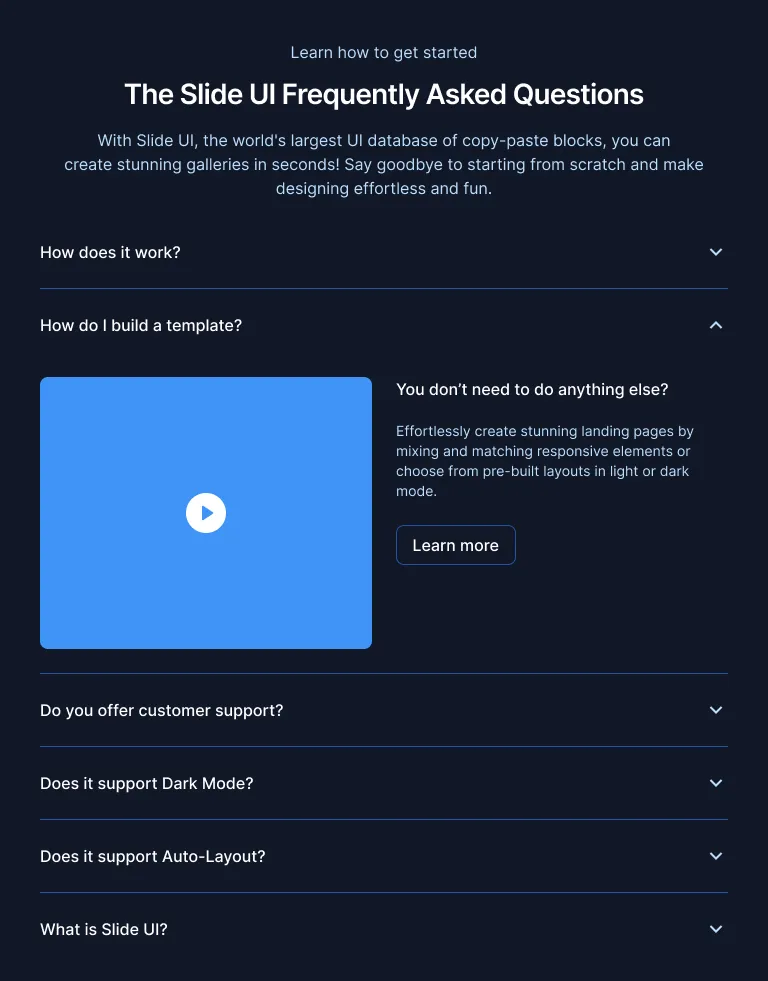 Learn how to get started
The Slide UI Frequently Asked Questions
With Slide UI, the world's largest UI database of copy-paste blocks, you can
create stunning galleries in seconds! Say goodbye to starting from scratch and make
designing effortless and fun.
How does it work?
How do I build a template?
You don’t need to do anything else?
Effortlessly create stunning landing pages by
mixing and matching responsive elements or
choose from pre-built layouts in light or dark
mode.
Learn more
Do you offer customer support?
Does it support Dark Mode?
Does it support Auto-Layout?
What is Slide UI?